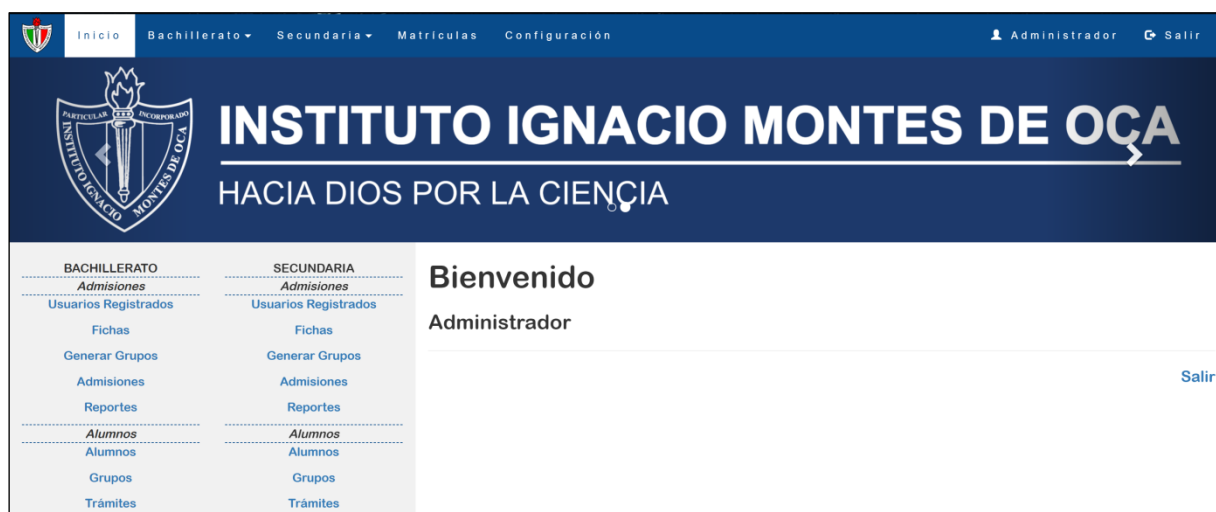 Inicio Bachillerato Secundaria Matrículas Configuración Administrador Salir
PARTICULAR INCORPORADO
INSTITUTO IGNACIO MONTES DE OCA
INSTITUTO IGNACIO MONTES DE OCA
HACIA DIOS POR LA CIENCIA
BACHILLERATO
Admisiones
Usuarios Registrados
Fichas
Generar Grupos
Admisiones
Reportes
Alumnos
Alumnos
Grupos
Trámites
SECUNDARIA
Admisiones
Usuarios Registrados
Fichas
Generar Grupos
Admisiones
Reportes
Alumnos
Alumnos
Grupos
Trámites
Bienvenido
Administrador
Salir